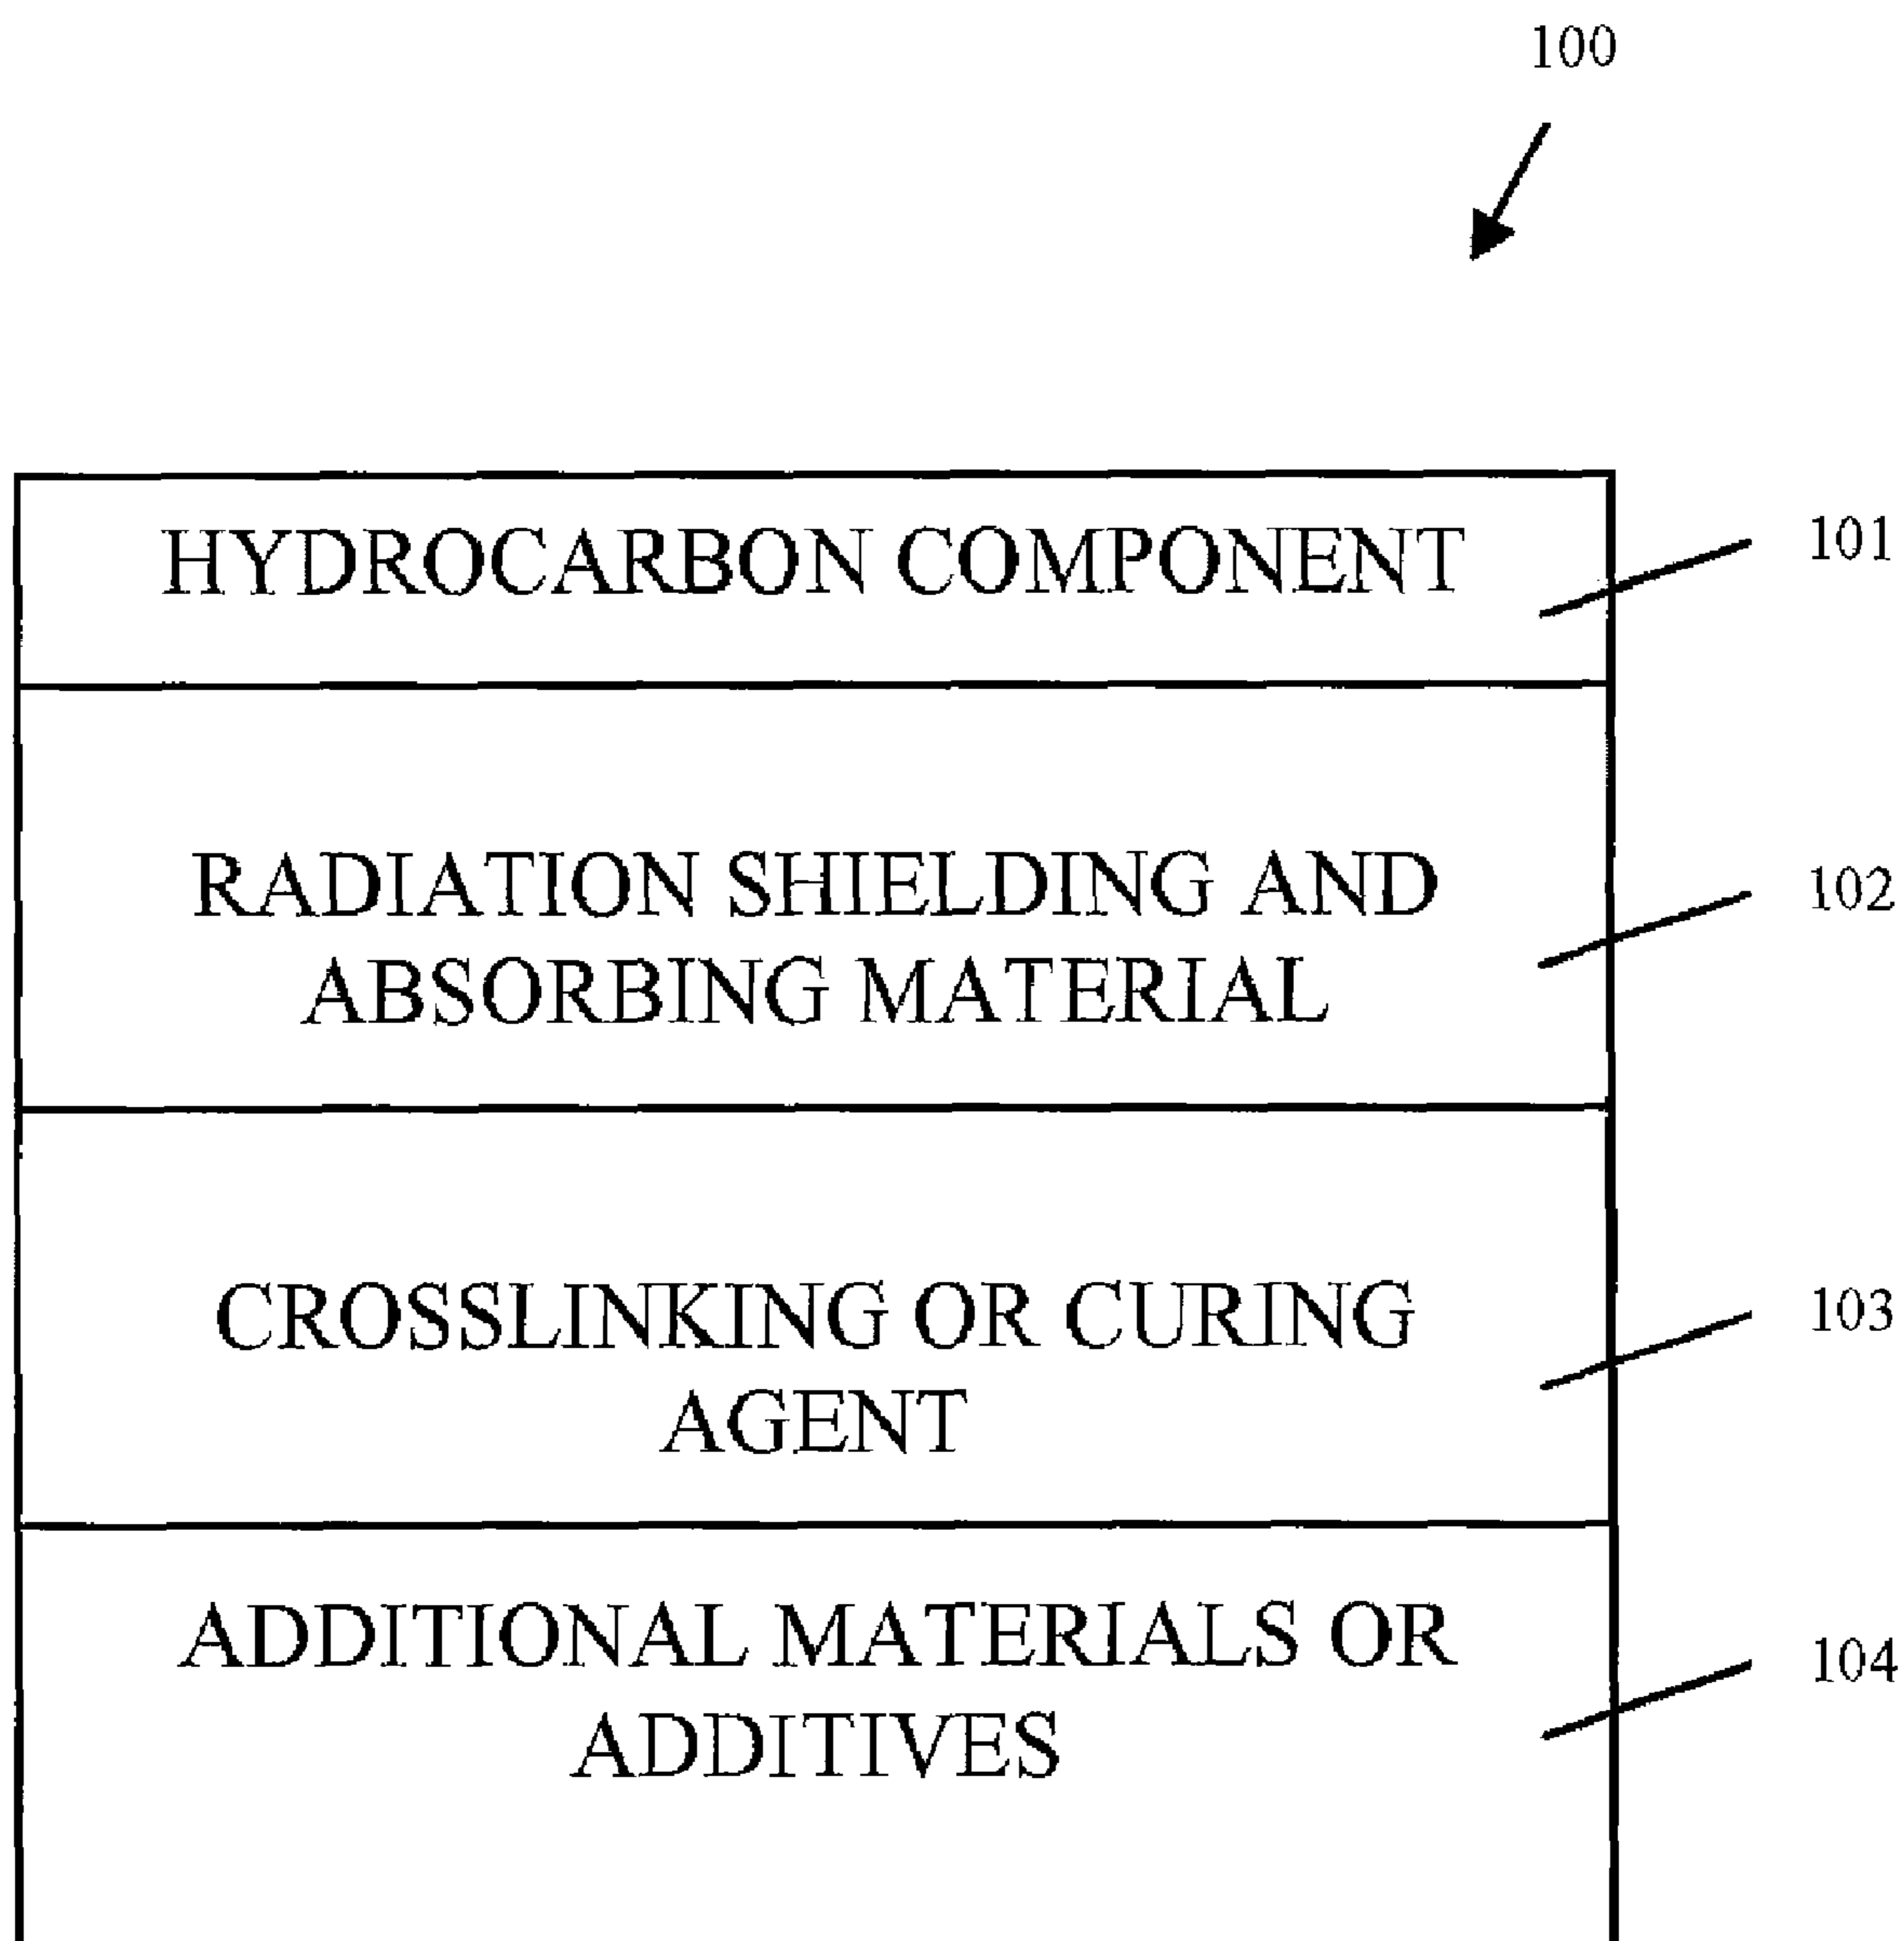 100
HYDROCARBON COMPONENT
101
RADIATION SHIELDING AND
ABSORBING MATERIAL
102
CROSSLINKING OR CURING
AGENT
103
ADDITIONAL MATERIALS OR
ADDITIVES
104